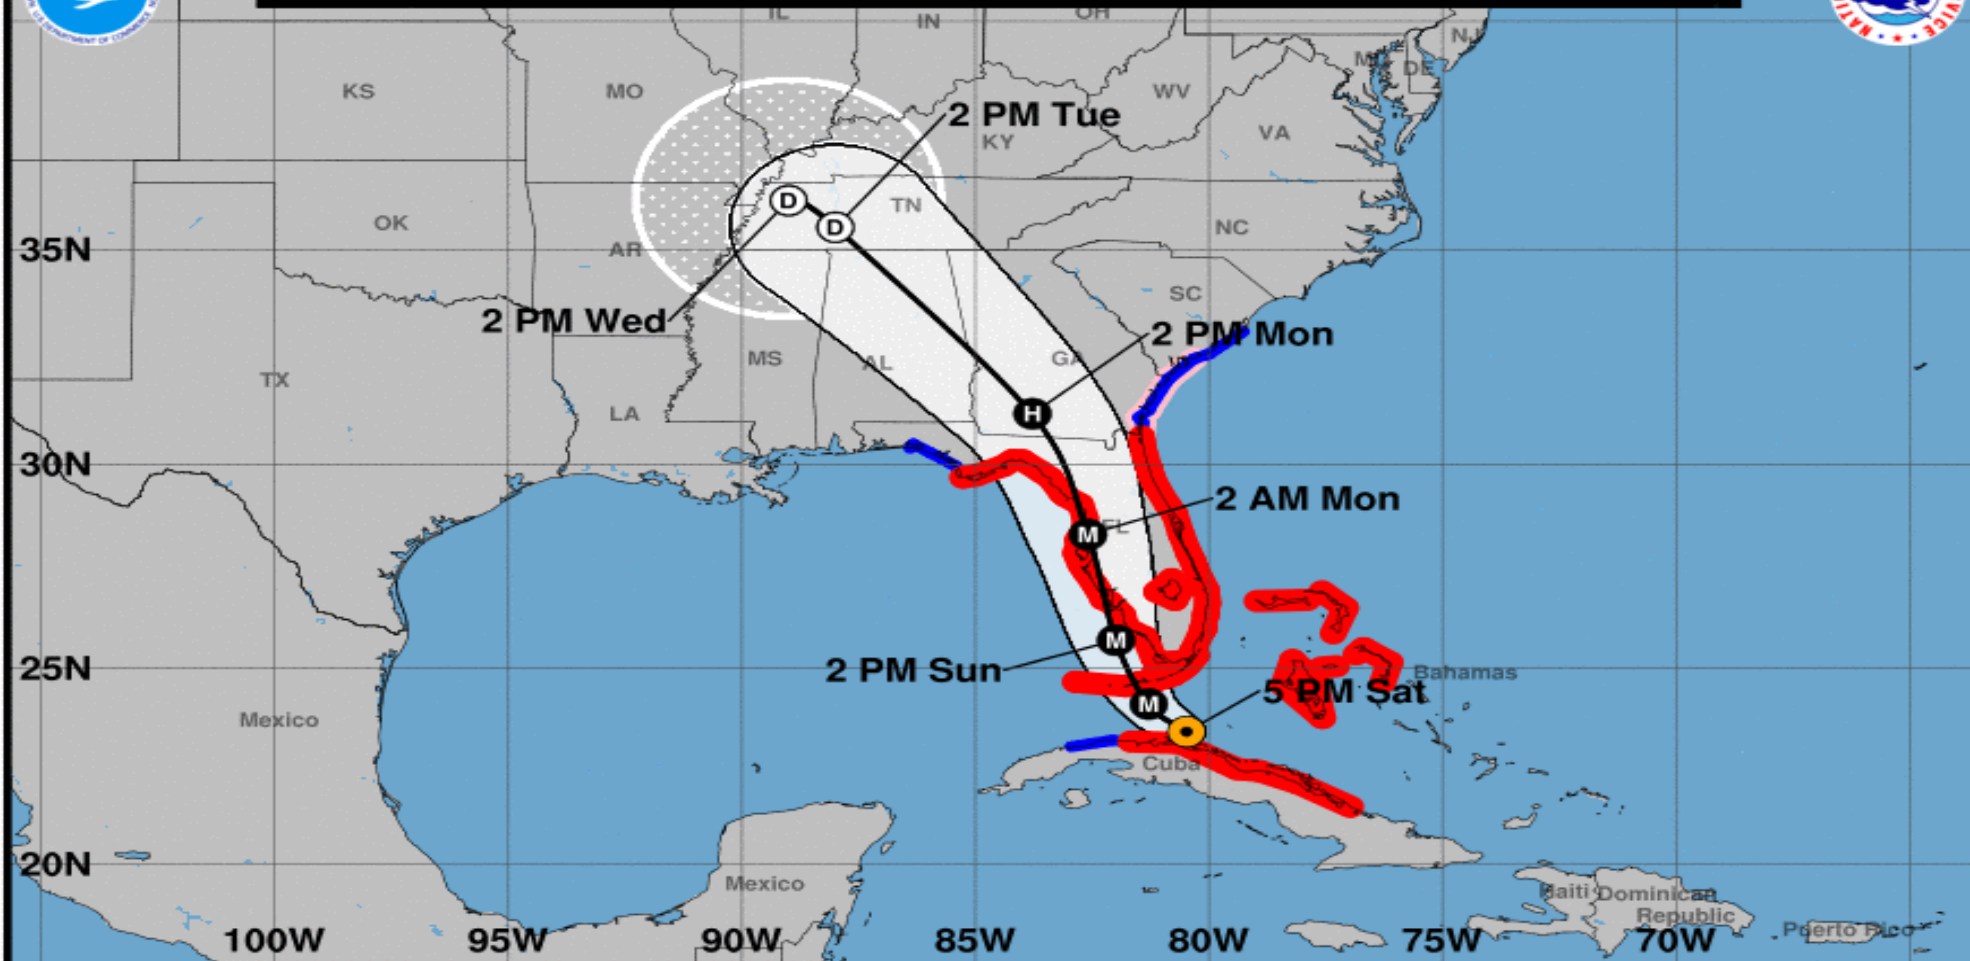 U.S. DEPARTMENT OF COMMERCE
IL
IN
OH
NJ
KS
MO
WV
DE
2 PM Tue
KY
VA
D
TN
OK
D
NC
35N
AR
SC
2 PM Wed
2 PM Mon
MS
AL
GA
TX
LA
H
30N
2 AM Mon
M
FL
M
2 PM Sun
25N
Bahamas
5 PM Sat
M
Mexico
Cuba
20N
Mexico
Haiti
Dominican
Republic
Puerto Rico
100W
95W
90W
85W
80W
75W
70W